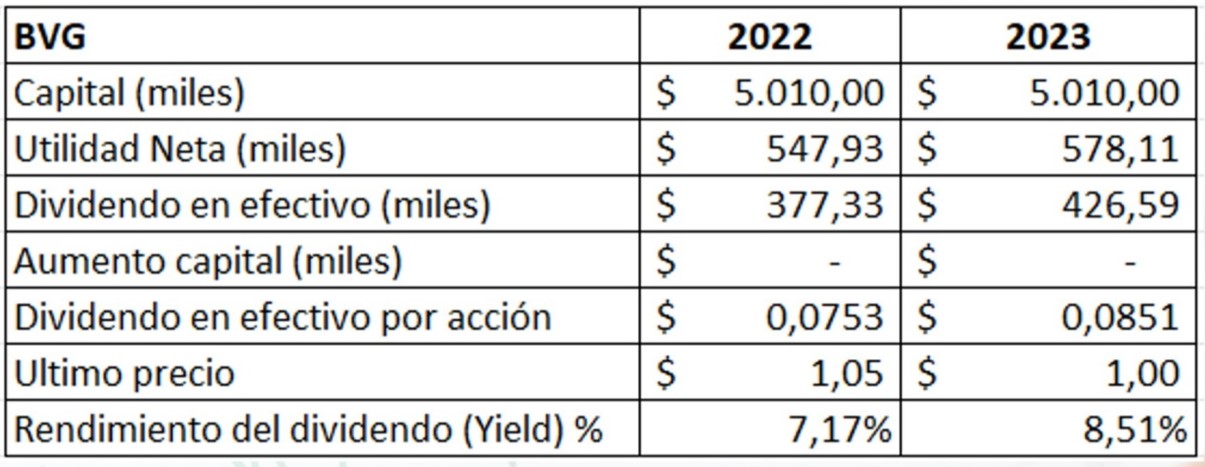 BVG 2022 2023
Capital (miles) $ 5.010,00 $ 5.010,00
Utilidad Neta (miles) $ 547,93 $ 578,11
Dividendo en efectivo (miles) $ 377,33 $ 426,59
Aumento capital (miles) $ - $ -
Dividendo en efectivo por acción $ 0,0753 $ 0,0851
Ultimo precio $ 1,05 $ 1,00
Rendimiento del dividendo (Yield) % 7,17% 8,51%